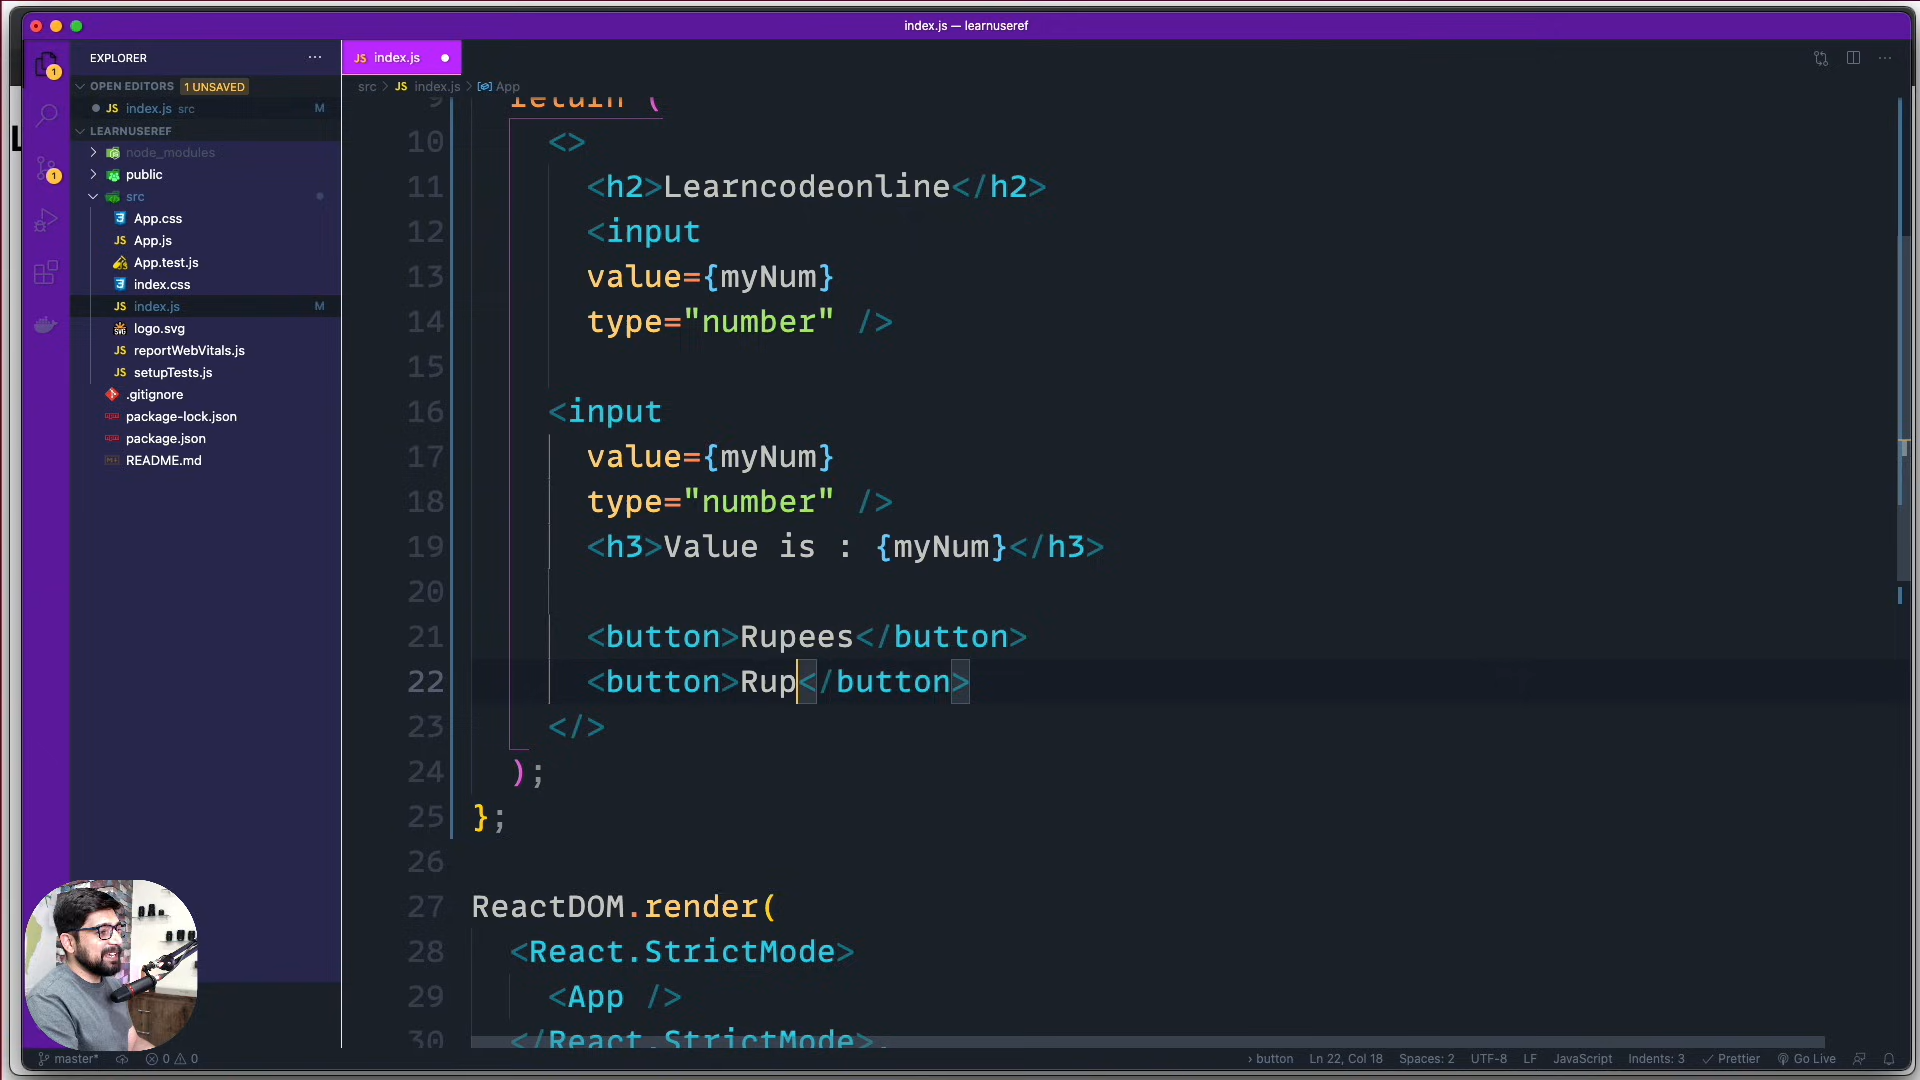 index.js — learnuseref
EXPLORER
JS index.js
OPEN EDITORS 1 UNSAVED
JS index.js src M
src > JS index.js > App
LEARNUSEREF
node_modules
public
src
App.css
JS App.js
App.test.js
index.css
JS index.js M
logo.svg
JS reportWebVitals.js
JS setupTests.js
.gitignore
package-lock.json
package.json
README.md
1
1
9 return (
10 <>
11 <h2>Learncodeonline</h2>
12 <input
13 value={myNum}
14 type="number" />
15
16 <input
17 value={myNum}
18 type="number" />
19 <h3>Value is : {myNum}</h3>
20
21 <button>Rupees</button>
22 <button>Rup</button>
23 </>
24 );
25 };
26
27 ReactDOM.render(
28 <React.StrictMode>
29 <App />
30 </React.StrictMode>,
master* 0 0 › button Ln 22, Col 18 Spaces: 2 UTF-8 LF JavaScript Indents: 3 Prettier Go Live